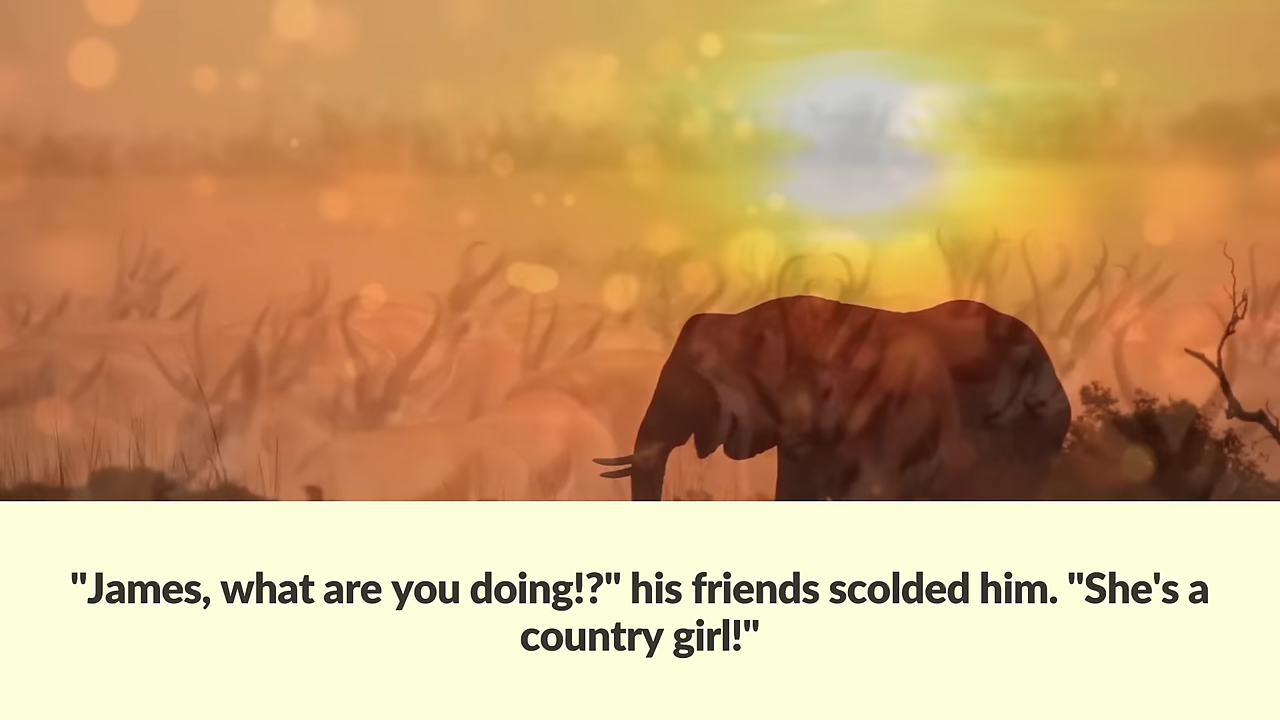 "James, what are you doing!?" his friends scolded him. "She's a
country girl!"